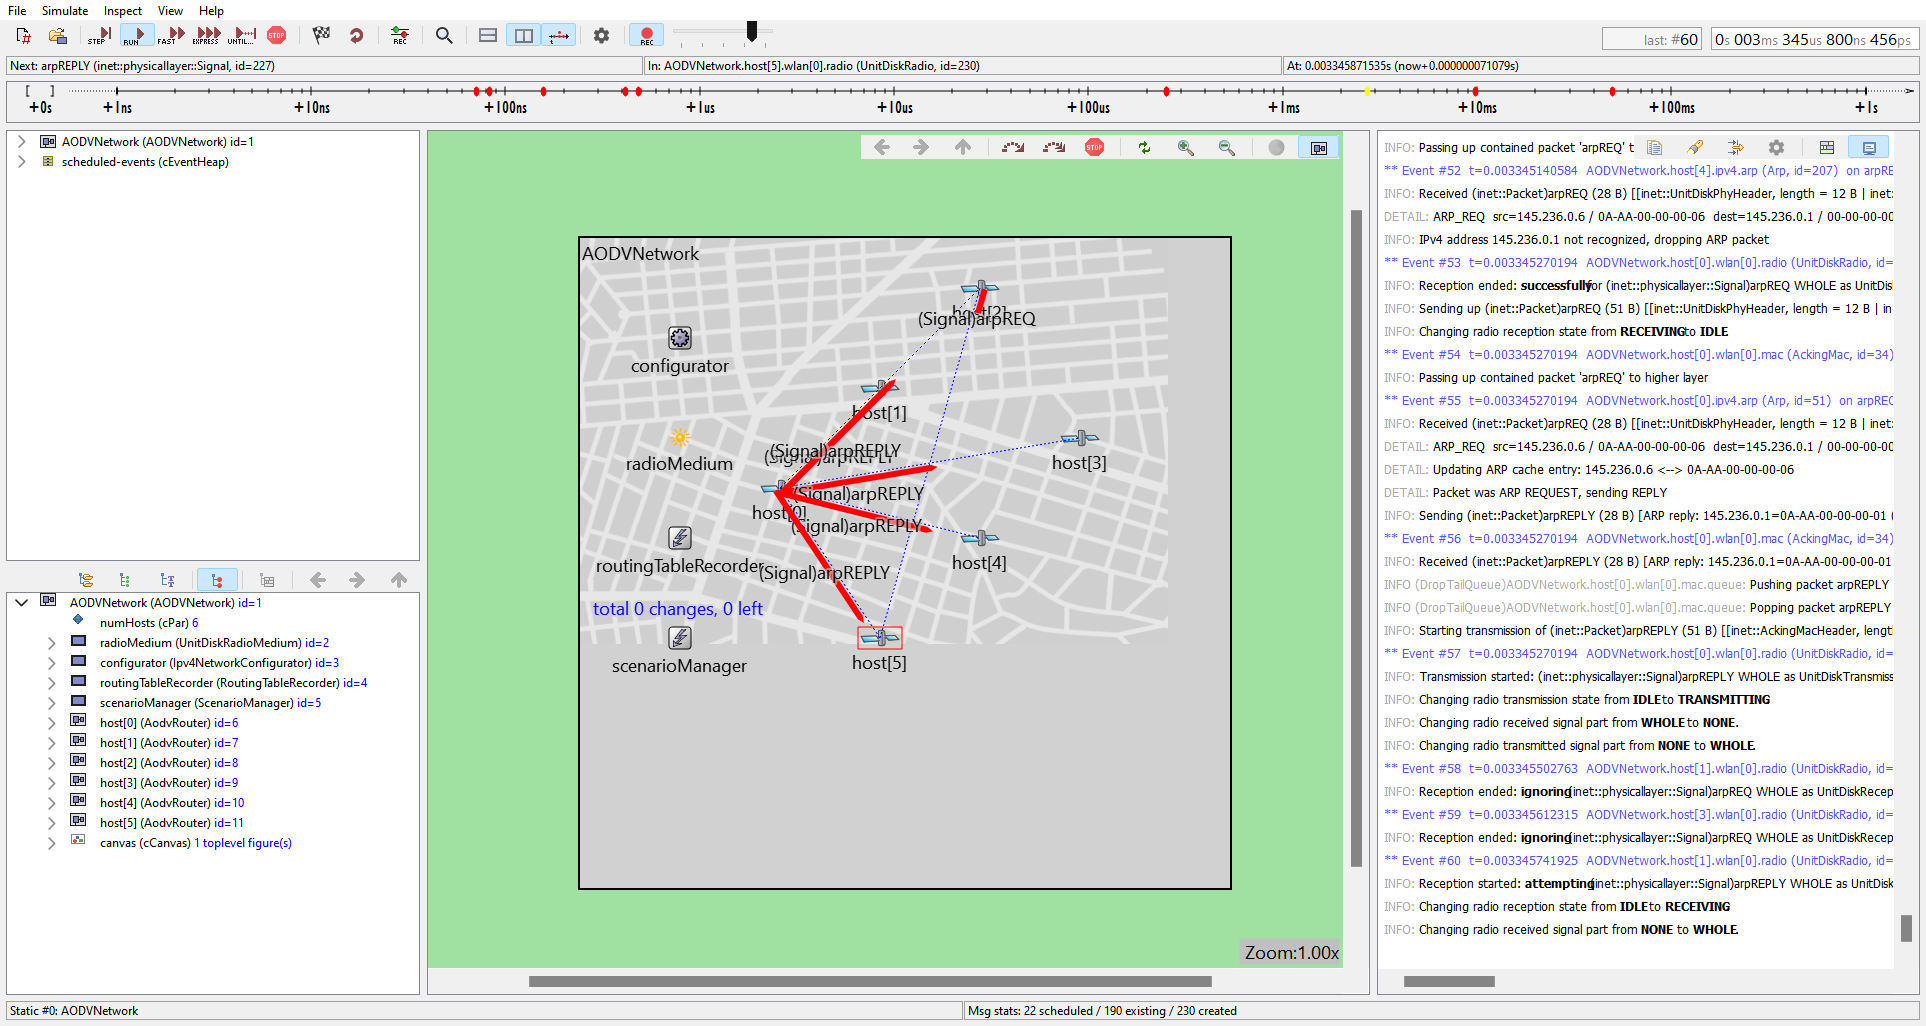 File Simulate Inspect View Help
STEP RUN FAST EXPRESS UNTIL... STOP REC REC
last: #60 0s 003ms 345us 800ns 456ps
Next: arpREPLY (inet::physicallayer::Signal, id=227) In: AODVNetwork.host[5].wlan[0].radio (UnitDiskRadio, id=230) At: 0.003345871535s (now+0.000000071079s)
+0s +1ns +10ns +100ns +1us +10us +100us +1ms +10ms +100ms +1s
AODVNetwork (AODVNetwork) id=1
scheduled-events (cEventHeap)
AODVNetwork (AODVNetwork) id=1
numHosts (cPar) 6
radioMedium (UnitDiskRadioMedium) id=2
configurator (Ipv4NetworkConfigurator) id=3
routingTableRecorder (RoutingTableRecorder) id=4
scenarioManager (ScenarioManager) id=5
host[0] (AodvRouter) id=6
host[1] (AodvRouter) id=7
host[2] (AodvRouter) id=8
host[3] (AodvRouter) id=9
host[4] (AodvRouter) id=10
host[5] (AodvRouter) id=11
canvas (cCanvas) 1 toplevel figure(s)
STOP
AODVNetwork
host[2]
(Signal)arpREQ
configurator
host[1]
(Signal)arpREPLY
(Signal)arpREPLY
radioMedium
host[3]
(Signal)arpREPLY
host[0]
(Signal)arpREPLY
host[4]
routingTableRecorder
(Signal)arpREPLY
total 0 changes, 0 left
scenarioManager
host[5]
Zoom:1.00x
INFO: Passing up contained packet 'arpREQ' t
** Event #52 t=0.003345140584 AODVNetwork.host[4].ipv4.arp (Arp, id=207) on arpRE
INFO: Received (inet::Packet)arpREQ (28 B) [[inet::UnitDiskPhyHeader, length = 12 B | inet:
DETAIL: ARP_REQ src=145.236.0.6 / 0A-AA-00-00-00-06 dest=145.236.0.1 / 00-00-00-00
INFO: IPv4 address 145.236.0.1 not recognized, dropping ARP packet
** Event #53 t=0.003345270194 AODVNetwork.host[0].wlan[0].radio (UnitDiskRadio, id=
INFO: Reception ended: successfully for (inet::physicallayer::Signal)arpREQ WHOLE as UnitDis
INFO: Sending up (inet::Packet)arpREQ (51 B) [[inet::UnitDiskPhyHeader, length = 12 B | in
INFO: Changing radio reception state from RECEIVING to IDLE
** Event #54 t=0.003345270194 AODVNetwork.host[0].wlan[0].mac (AckingMac, id=34)
INFO: Passing up contained packet 'arpREQ' to higher layer
** Event #55 t=0.003345270194 AODVNetwork.host[0].ipv4.arp (Arp, id=51) on arpREC
INFO: Received (inet::Packet)arpREQ (28 B) [[inet::UnitDiskPhyHeader, length = 12 B | inet:
DETAIL: ARP_REQ src=145.236.0.6 / 0A-AA-00-00-00-06 dest=145.236.0.1 / 00-00-00-00
DETAIL: Updating ARP cache entry: 145.236.0.6 <--> 0A-AA-00-00-00-06
DETAIL: Packet was ARP REQUEST, sending REPLY
INFO: Sending (inet::Packet)arpREPLY (28 B) [ARP reply: 145.236.0.1=0A-AA-00-00-00-01 (
** Event #56 t=0.003345270194 AODVNetwork.host[0].wlan[0].mac (AckingMac, id=34)
INFO: Received (inet::Packet)arpREPLY (28 B) [ARP reply: 145.236.0.1=0A-AA-00-00-00-01
INFO (DropTailQueue)AODVNetwork.host[0].wlan[0].mac.queue: Pushing packet arpREPLY
INFO (DropTailQueue)AODVNetwork.host[0].wlan[0].mac.queue: Popping packet arpREPLY
INFO: Starting transmission of (inet::Packet)arpREPLY (51 B) [[inet::AckingMacHeader, length
** Event #57 t=0.003345270194 AODVNetwork.host[0].wlan[0].radio (UnitDiskRadio, id=
INFO: Transmission started: (inet::physicallayer::Signal)arpREPLY WHOLE as UnitDiskTransmiss
INFO: Changing radio transmission state from IDLE to TRANSMITTING
INFO: Changing radio received signal part from WHOLE to NONE.
INFO: Changing radio transmitted signal part from NONE to WHOLE.
** Event #58 t=0.003345502763 AODVNetwork.host[1].wlan[0].radio (UnitDiskRadio, id=
INFO: Reception ended: ignoring (inet::physicallayer::Signal)arpREQ WHOLE as UnitDiskRecep
** Event #59 t=0.003345612315 AODVNetwork.host[3].wlan[0].radio (UnitDiskRadio, id=
INFO: Reception ended: ignoring (inet::physicallayer::Signal)arpREQ WHOLE as UnitDiskRecep
** Event #60 t=0.003345741925 AODVNetwork.host[1].wlan[0].radio (UnitDiskRadio, id=
INFO: Reception started: attempting (inet::physicallayer::Signal)arpREPLY WHOLE as UnitDisk
INFO: Changing radio reception state from IDLE to RECEIVING
INFO: Changing radio received signal part from NONE to WHOLE.
Static #0: AODVNetwork Msg stats: 22 scheduled / 190 existing / 230 created